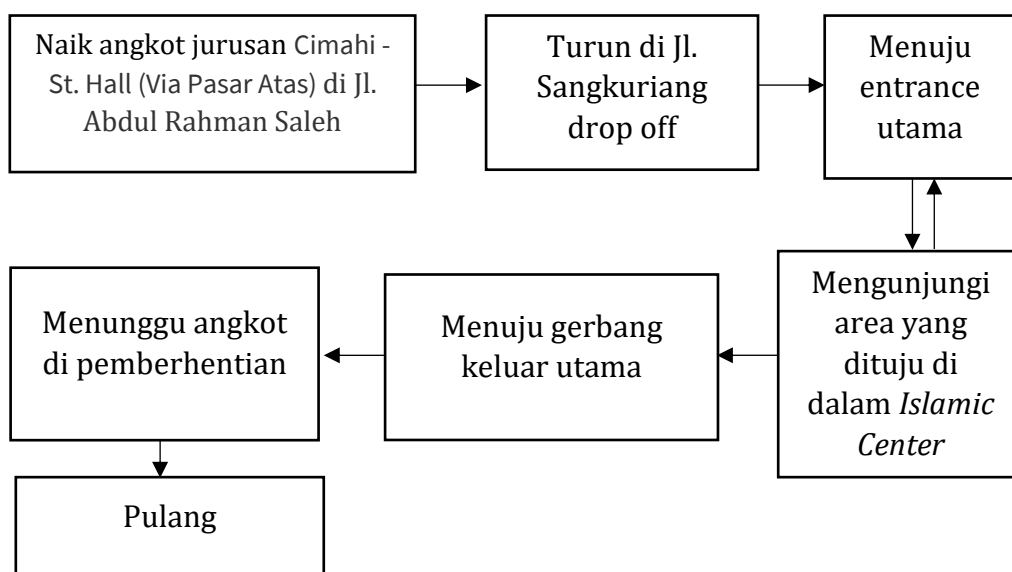 Naik angkot jurusan Cimahi -
St. Hall (Via Pasar Atas) di Jl.
Abdul Rahman Saleh
Turun di Jl.
Sangkuriang
drop off
Menuju
entrance
utama
Mengunjungi
area yang
dituju di
dalam Islamic
Center
Menuju gerbang
keluar utama
Menunggu angkot
di pemberhentian
Pulang